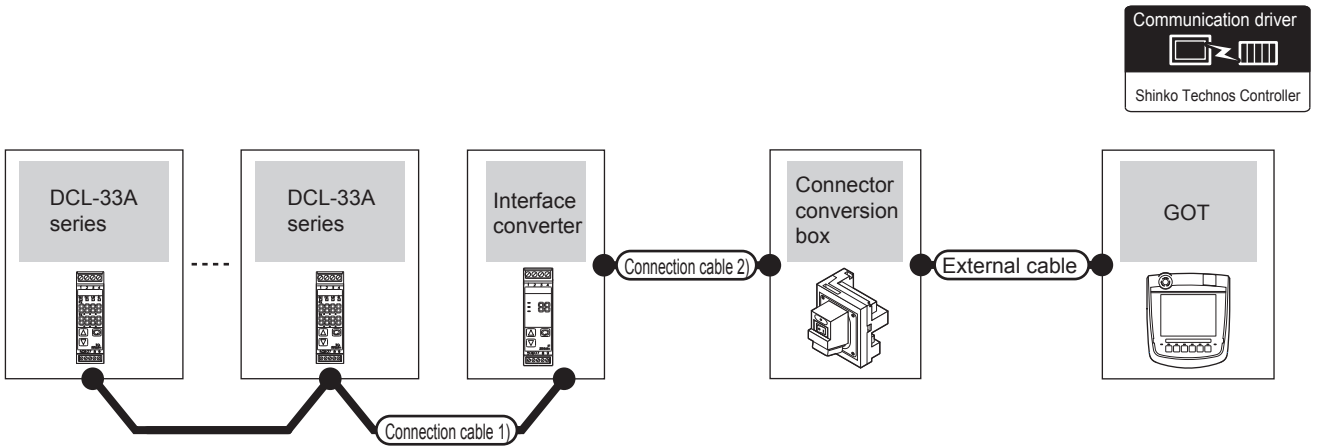 Communication driver
Shinko Technos Controller
DCL-33A
series
DCL-33A
series
Interface
converter
Connector
conversion
box
GOT
Connection cable 2)
External cable
Connection cable 1)